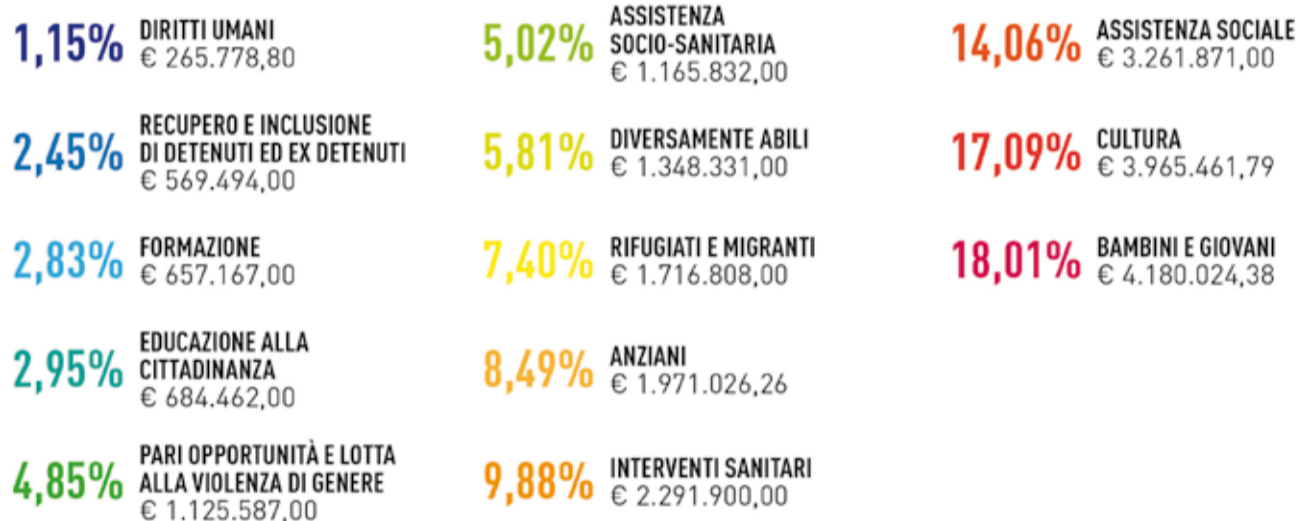 1,15% DIRITTI UMANI
€ 265.778,80
2,45% RECUPERO E INCLUSIONE
DI DETENUTI ED EX DETENUTI
€ 569.494,00
2,83% FORMAZIONE
€ 657.167,00
2,95% EDUCAZIONE ALLA
CITTADINANZA
€ 684.462,00
4,85% PARI OPPORTUNITÀ E LOTTA
ALLA VIOLENZA DI GENERE
€ 1.125.587,00
5,02% ASSISTENZA
SOCIO-SANITARIA
€ 1.165.832,00
5,81% DIVERSAMENTE ABILI
€ 1.348.331,00
7,40% RIFUGIATI E MIGRANTI
€ 1.716.808,00
8,49% ANZIANI
€ 1.971.026,26
9,88% INTERVENTI SANITARI
€ 2.291.900,00
14,06% ASSISTENZA SOCIALE
€ 3.261.871,00
17,09% CULTURA
€ 3.965.461,79
18,01% BAMBINI E GIOVANI
€ 4.180.024,38